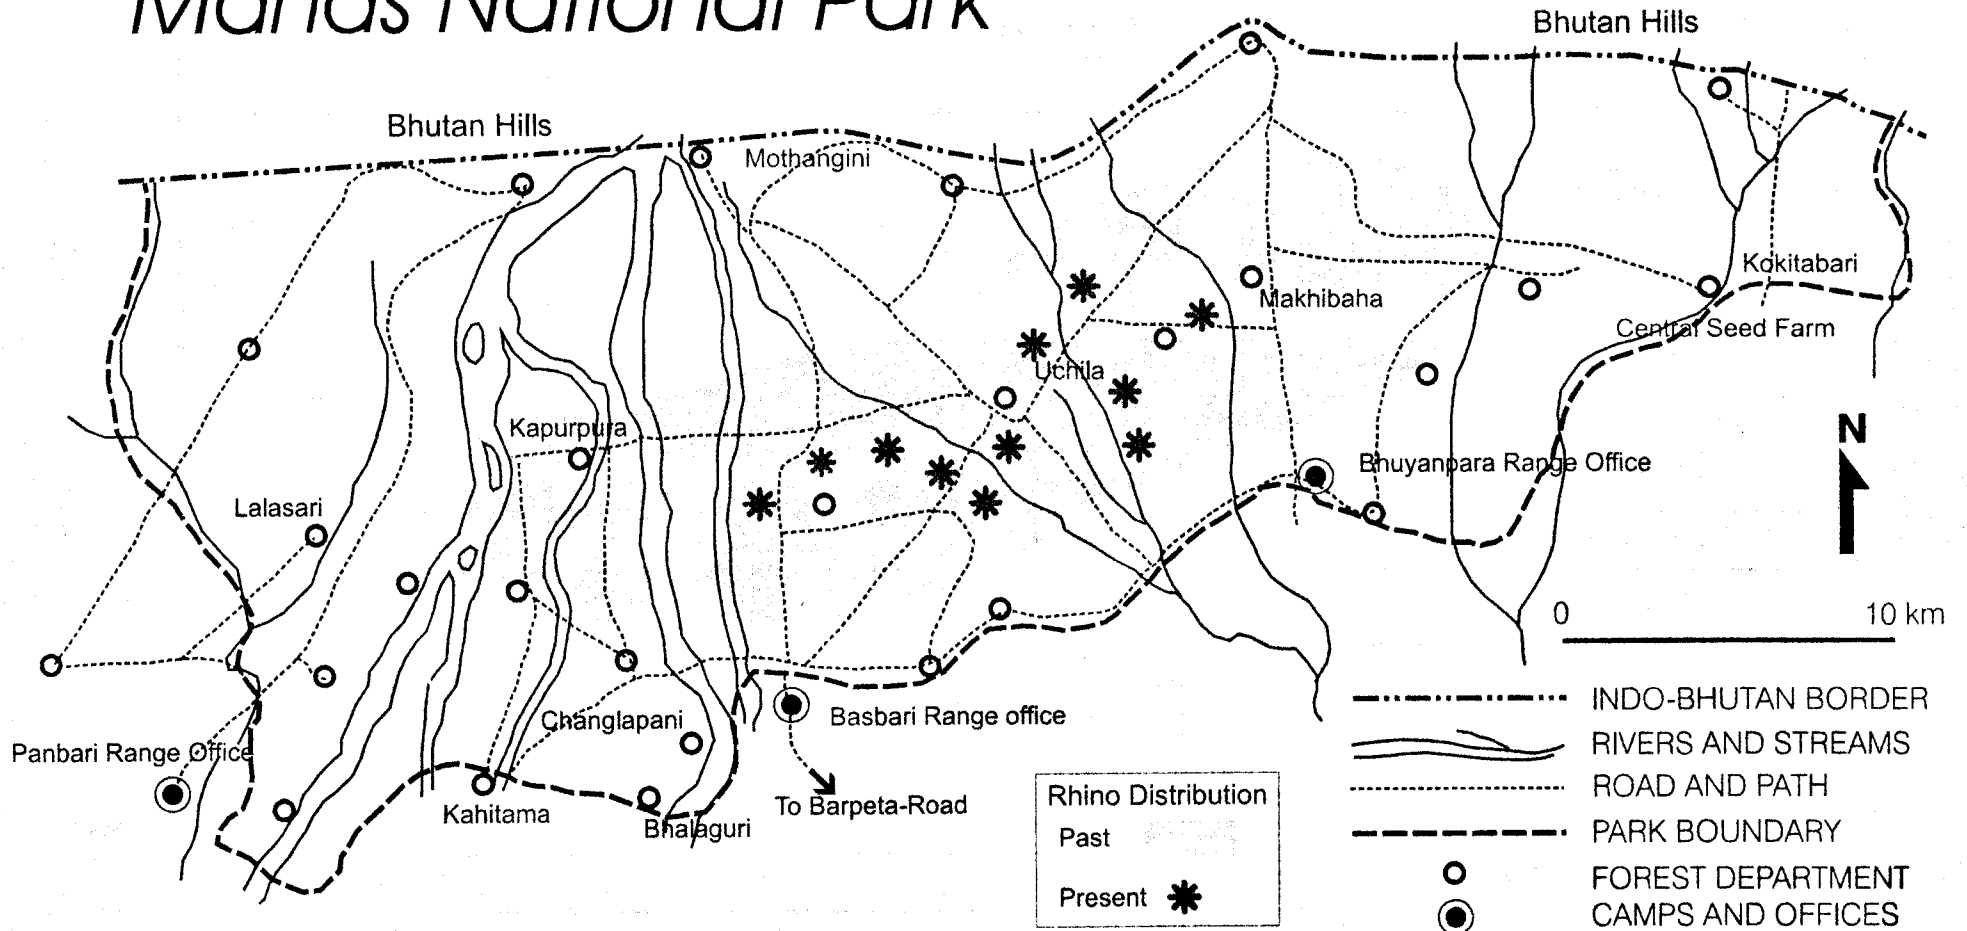 Manas National Park
Bhutan Hills
Bhutan Hills
Mothangini
Kokitabari
Makhibaha
Central Seed Farm
Uchila
Kapurpura
N
Bhuyanpara Range Office
Lalasari
0 10 km
INDO-BHUTAN BORDER
Changlapani
Basbari Range office
RIVERS AND STREAMS
Panbari Range Office
ROAD AND PATH
To Barpeta-Road
Kahitama
Bhalaguri
PARK BOUNDARY
Rhino Distribution
Past
Present
FOREST DEPARTMENT
CAMPS AND OFFICES